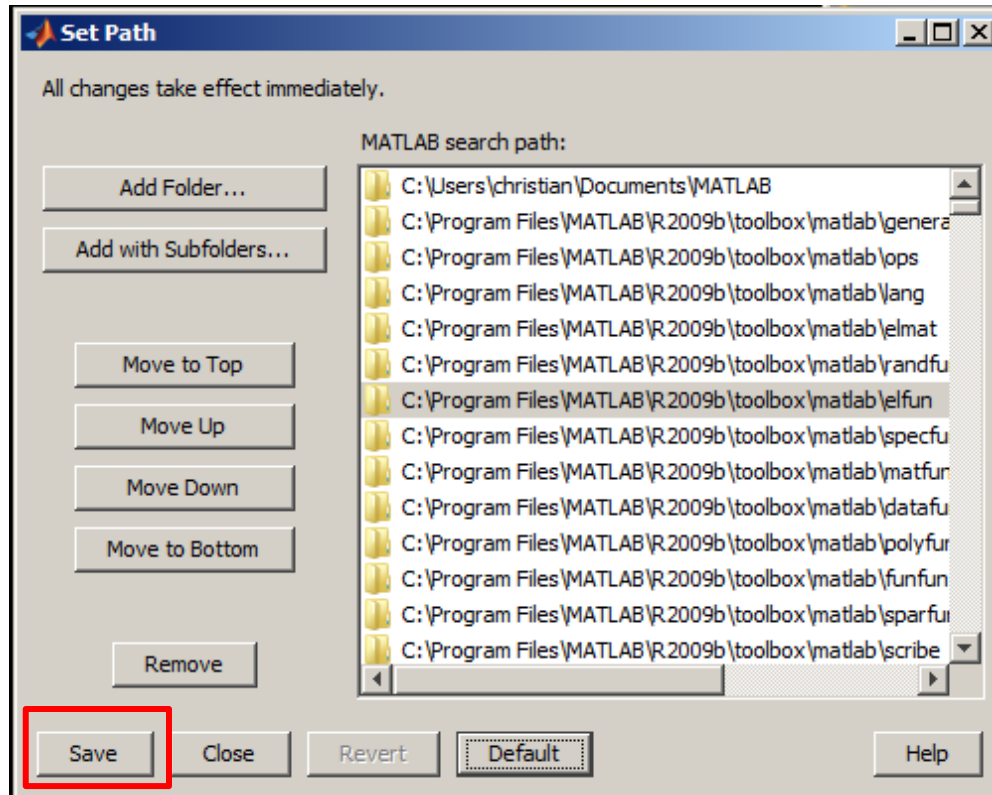 Set Path
All changes take effect immediately.
MATLAB search path:
Add Folder...
Add with Subfolders...
Move to Top
Move Up
Move Down
Move to Bottom
Remove
C:\Users\christian\Documents\MATLAB
C:\Program Files\MATLAB\R2009b\toolbox\matlab\genera
C:\Program Files\MATLAB\R2009b\toolbox\matlab\ops
C:\Program Files\MATLAB\R2009b\toolbox\matlab\lang
C:\Program Files\MATLAB\R2009b\toolbox\matlab\elmat
C:\Program Files\MATLAB\R2009b\toolbox\matlab\randfu
C:\Program Files\MATLAB\R2009b\toolbox\matlab\elfun
C:\Program Files\MATLAB\R2009b\toolbox\matlab\specfu
C:\Program Files\MATLAB\R2009b\toolbox\matlab\matfun
C:\Program Files\MATLAB\R2009b\toolbox\matlab\datafu
C:\Program Files\MATLAB\R2009b\toolbox\matlab\polyfun
C:\Program Files\MATLAB\R2009b\toolbox\matlab\funfun
C:\Program Files\MATLAB\R2009b\toolbox\matlab\sparfun
C:\Program Files\MATLAB\R2009b\toolbox\matlab\scribe
Save
Close
Revert
Default
Help